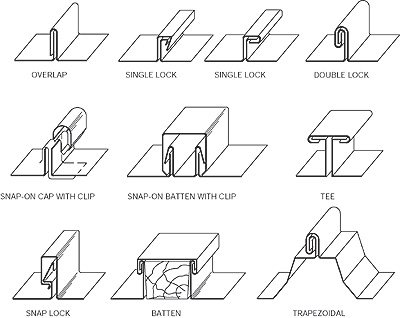 OVERLAP
SINGLE LOCK
SINGLE LOCK
DOUBLE LOCK
SNAP-ON CAP WITH CLIP
SNAP-ON BATTEN WITH CLIP
TEE
SNAP LOCK
BATTEN
TRAPEZOIDAL